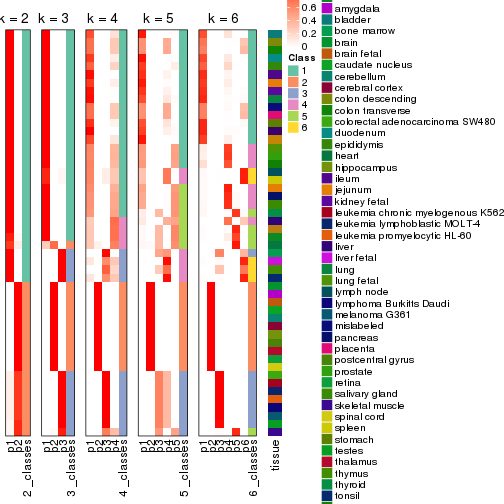 k = 2
k = 3
k = 4
k = 5
k = 6
p1
p2
2_classes
p1
p2
p3
3_classes
p1
p2
p3
p4
4_classes
p1
p2
p3
p4
p5
5_classes
p1
p2
p3
p4
p5
p6
6_classes
tissue
0.6
0.4
0.2
0
Class
1
2
3
4
5
6
amygdala
bladder
bone marrow
brain
brain fetal
caudate nucleus
cerebellum
cerebral cortex
colon descending
colon transverse
colorectal adenocarcinoma SW480
duodenum
epididymis
heart
hippocampus
ileum
jejunum
kidney fetal
leukemia chronic myelogenous K562
leukemia lymphoblastic MOLT-4
leukemia promyelocytic HL-60
liver
liver fetal
lung
lung fetal
lymph node
lymphoma Burkitts Daudi
melanoma G361
mislabeled
pancreas
placenta
postcentral gyrus
prostate
retina
salivary gland
skeletal muscle
spinal cord
spleen
stomach
testes
thalamus
thymus
thyroid
tonsil